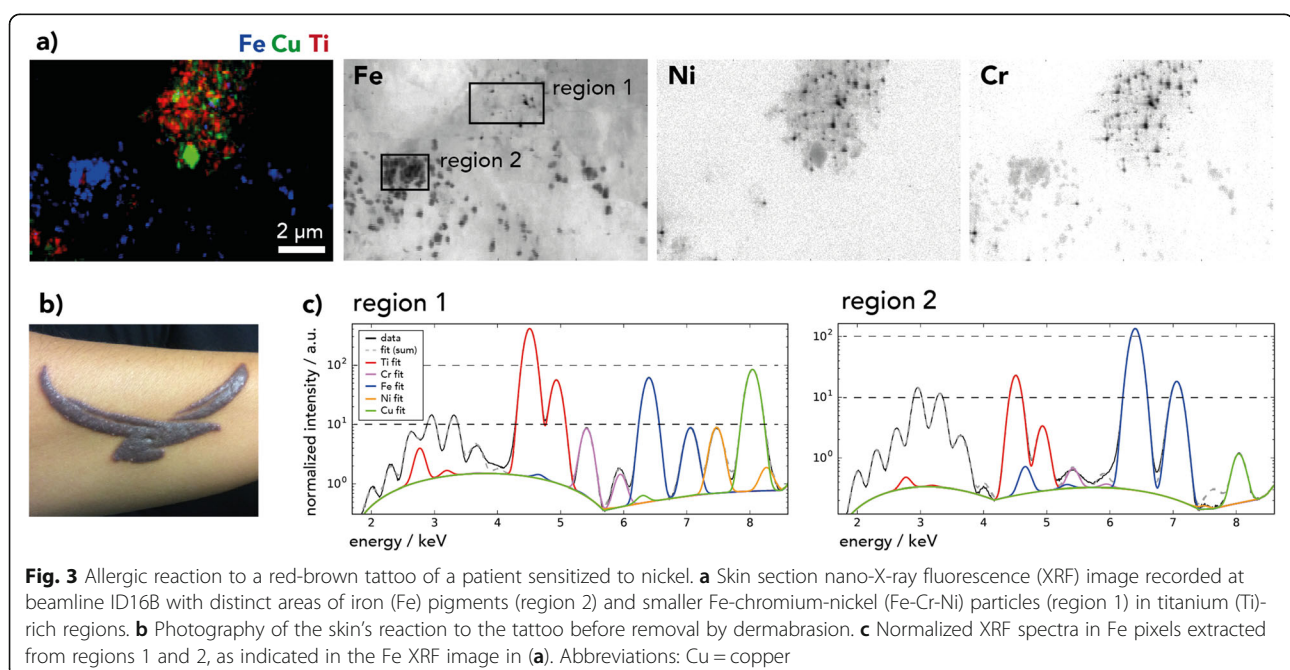 a)
Fe Cu Ti
2 μm
Fe
region 1
region 2
Ni
Cr
b)
c) region 1
normalized intensity / a.u.
10²
10¹
10⁰
data
fit (sum)
Ti fit
Cr fit
Fe fit
Ni fit
Cu fit
2 3 4 5 6 7 8
energy / keV
region 2
10²
10¹
10⁰
2 3 4 5 6 7 8
energy / keV
Fig. 3 Allergic reaction to a red-brown tattoo of a patient sensitized to nickel. a Skin section nano-X-ray fluorescence (XRF) image recorded at
beamline ID16B with distinct areas of iron (Fe) pigments (region 2) and smaller Fe-chromium-nickel (Fe-Cr-Ni) particles (region 1) in titanium (Ti)-
rich regions. b Photography of the skin's reaction to the tattoo before removal by dermabrasion. c Normalized XRF spectra in Fe pixels extracted
from regions 1 and 2, as indicated in the Fe XRF image in (a). Abbreviations: Cu = copper